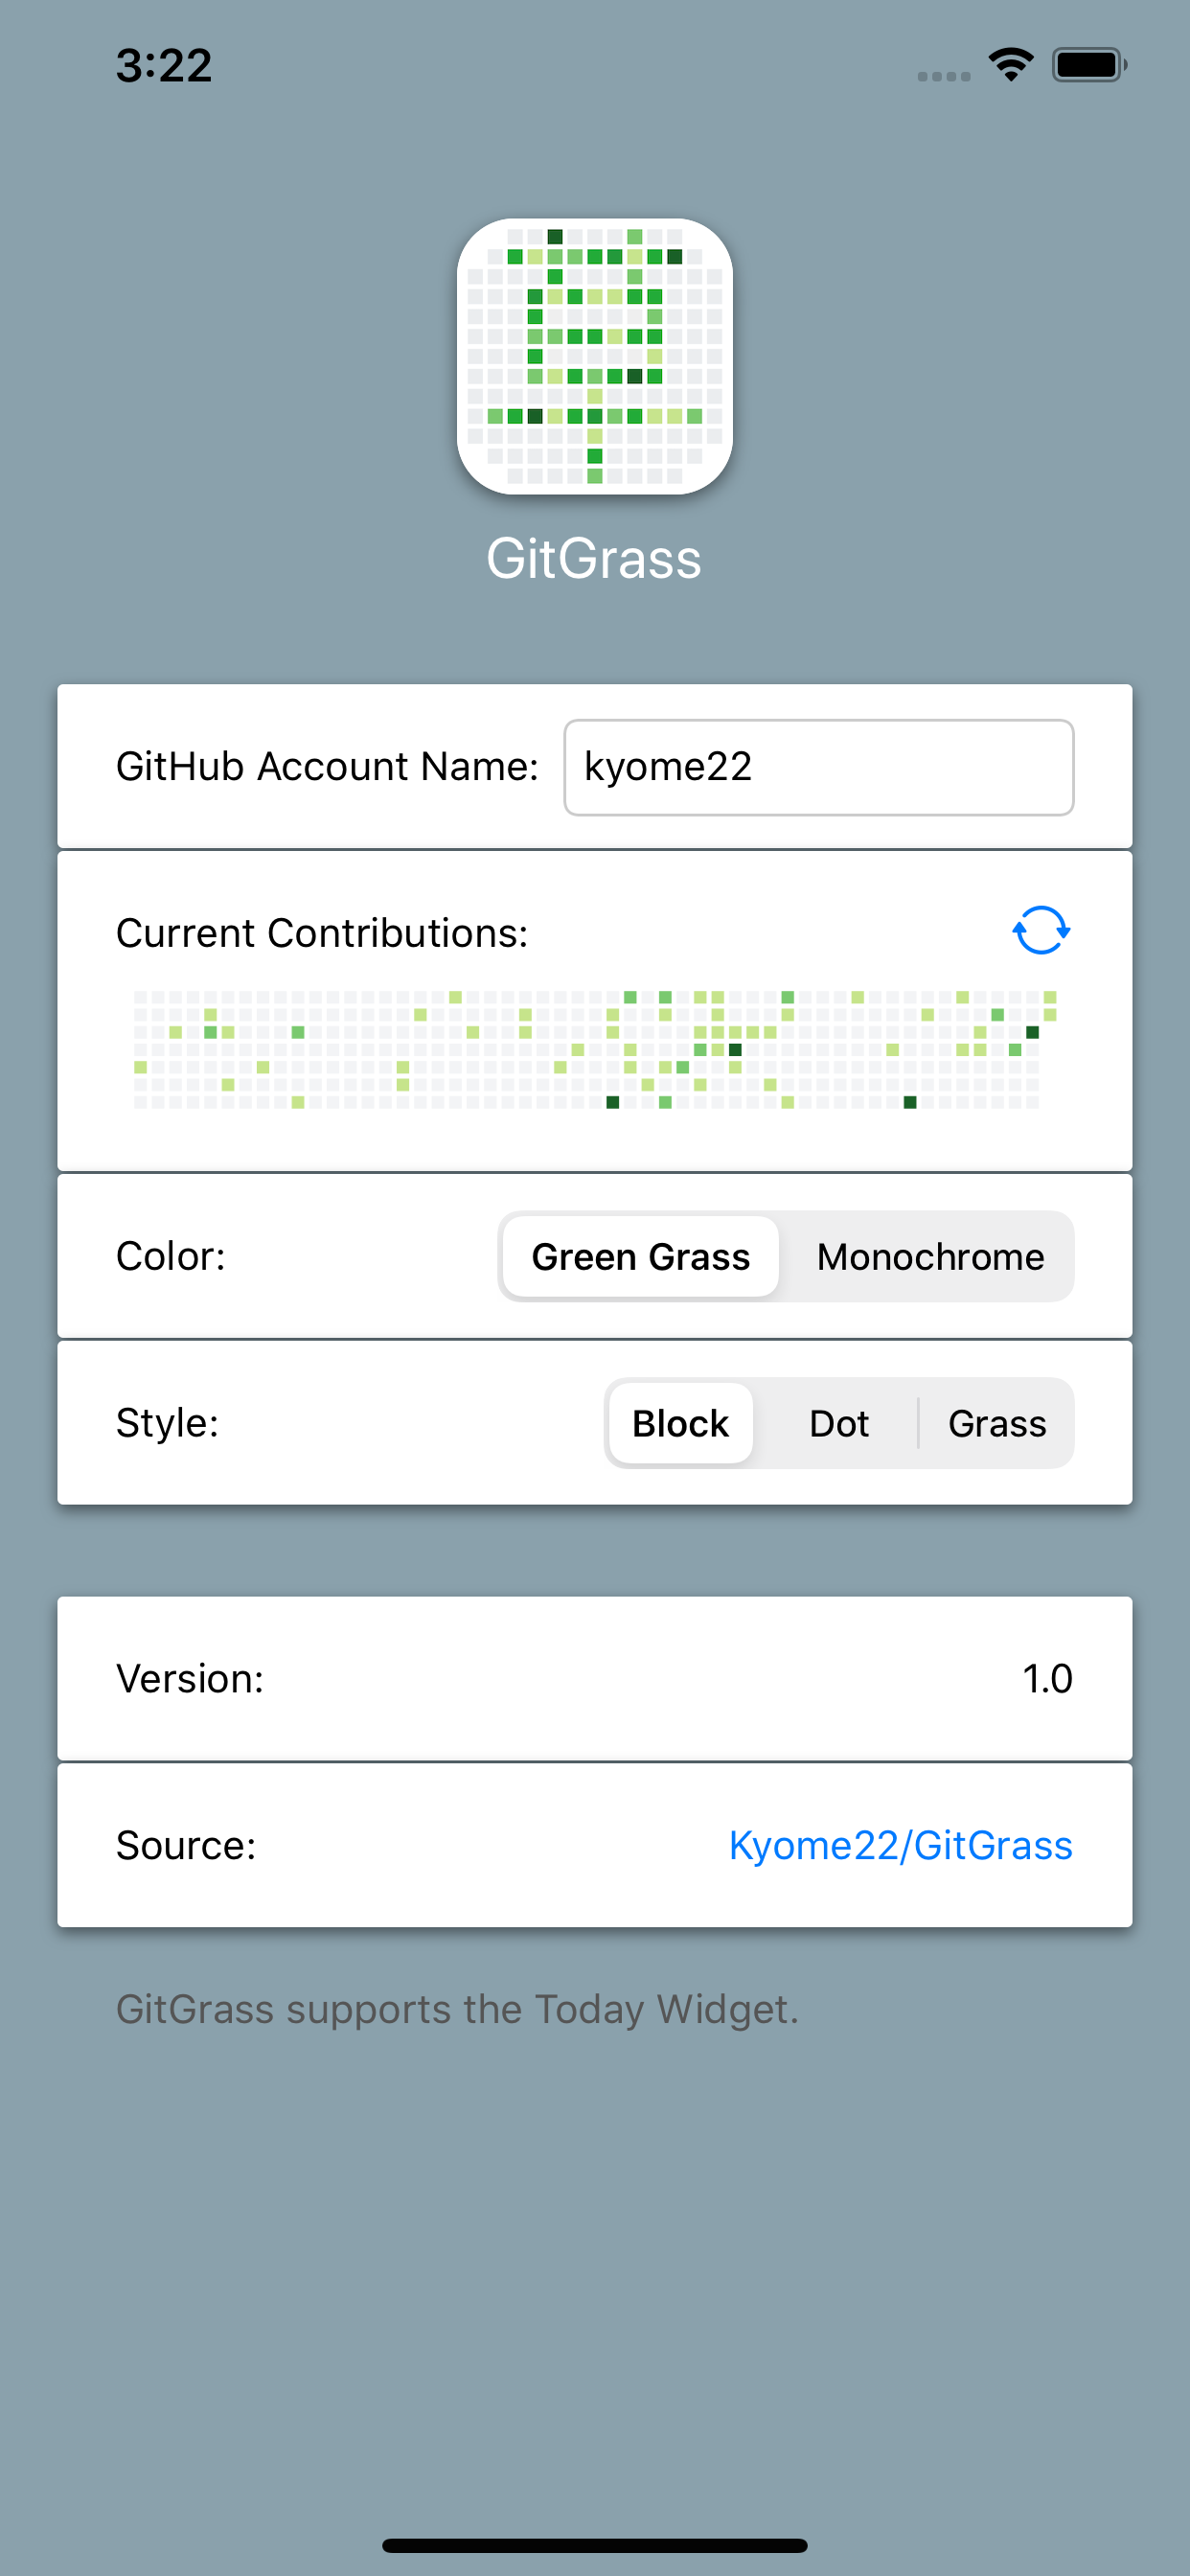 3:22
GitGrass
GitHub Account Name: kyome22
Current Contributions:
Color: Green Grass Monochrome
Style: Block Dot Grass
Version: 1.0
Source: Kyome22/GitGrass
GitGrass supports the Today Widget.